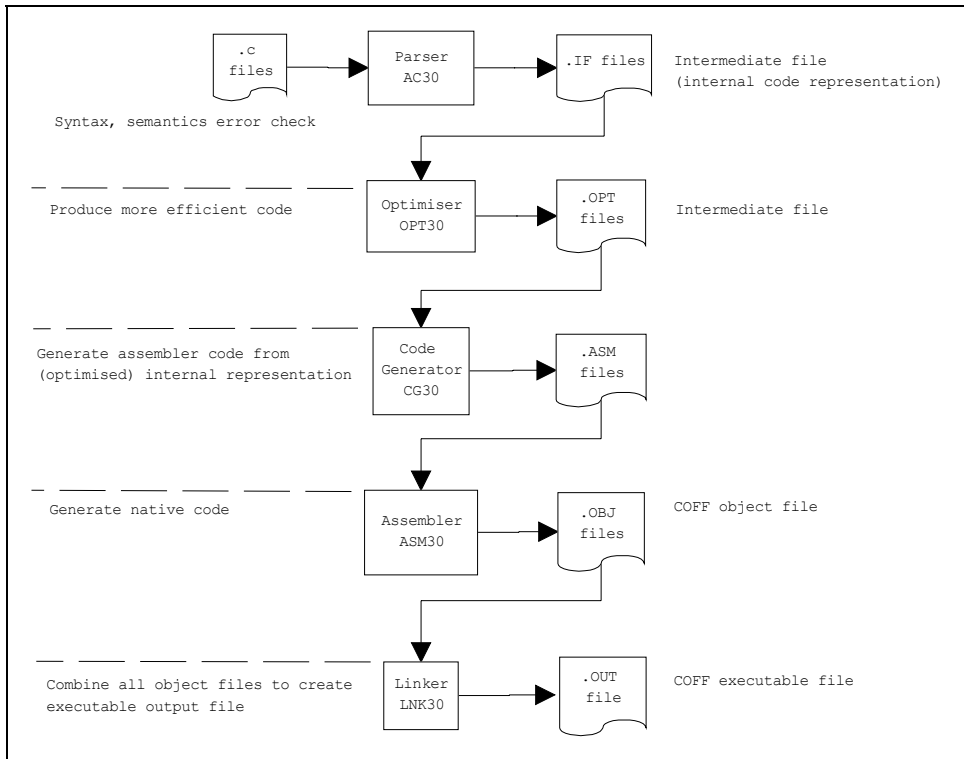 .c
files
Parser
AC30
.IF files
Intermediate file
(internal code representation)
Syntax, semantics error check
Produce more efficient code
Optimiser
OPT30
.OPT
files
Intermediate file
Generate assembler code from
(optimised) internal representation
Code
Generator
CG30
.ASM
files
Generate native code
Assembler
ASM30
.OBJ
files
COFF object file
Combine all object files to create
executable output file
Linker
LNK30
.OUT
file
COFF executable file